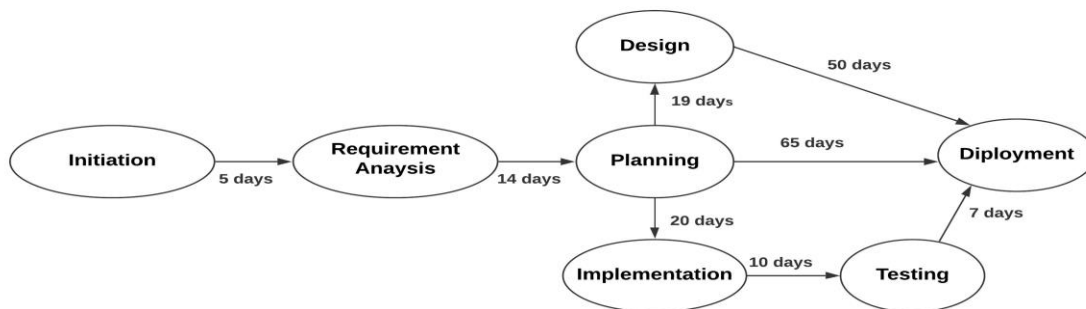 Design
50 days
19 days
Initiation
5 days
Requirement
Anaysis
14 days
Planning
65 days
Diployment
20 days
7 days
Implementation
10 days
Testing